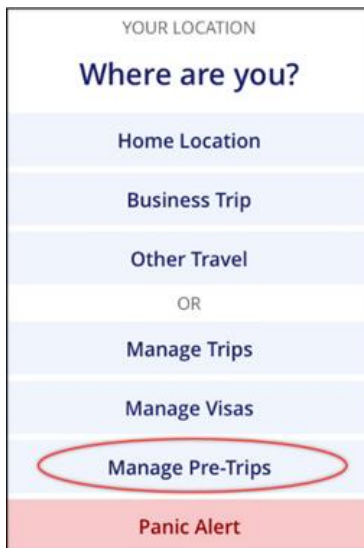 YOUR LOCATION
Where are you?
Home Location
Business Trip
Other Travel
OR
Manage Trips
Manage Visas
Manage Pre-Trips
Panic Alert